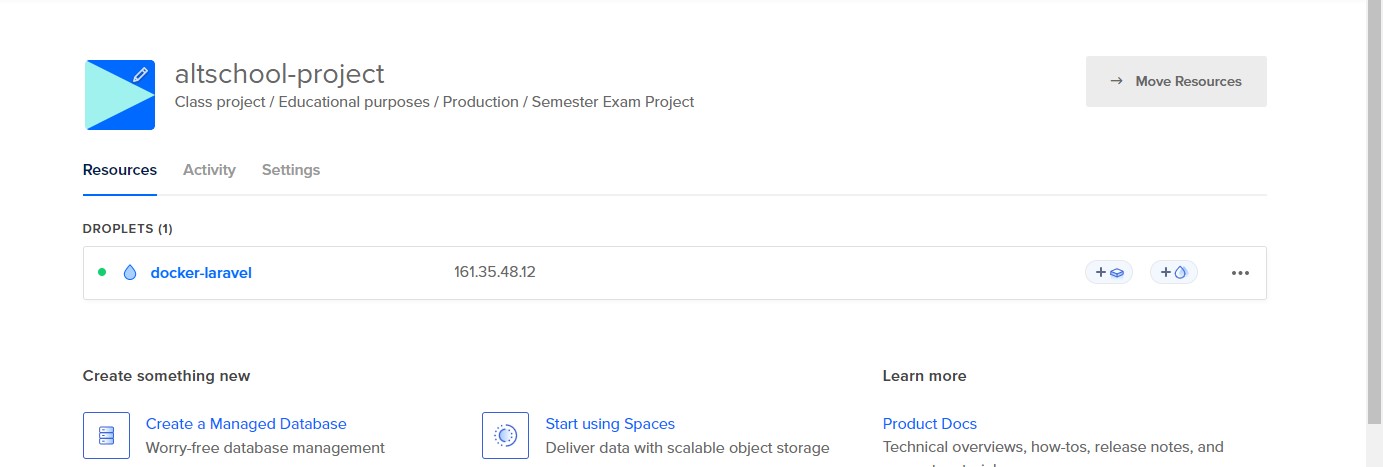 altschool-project
Class project / Educational purposes / Production / Semester Exam Project
→ Move Resources
Resources Activity Settings
DROPLETS (1)
docker-laravel 161.35.48.12
Create something new
Learn more
Create a Managed Database
Worry-free database management
Start using Spaces
Deliver data with scalable object storage
Product Docs
Technical overviews, how-tos, release notes, and